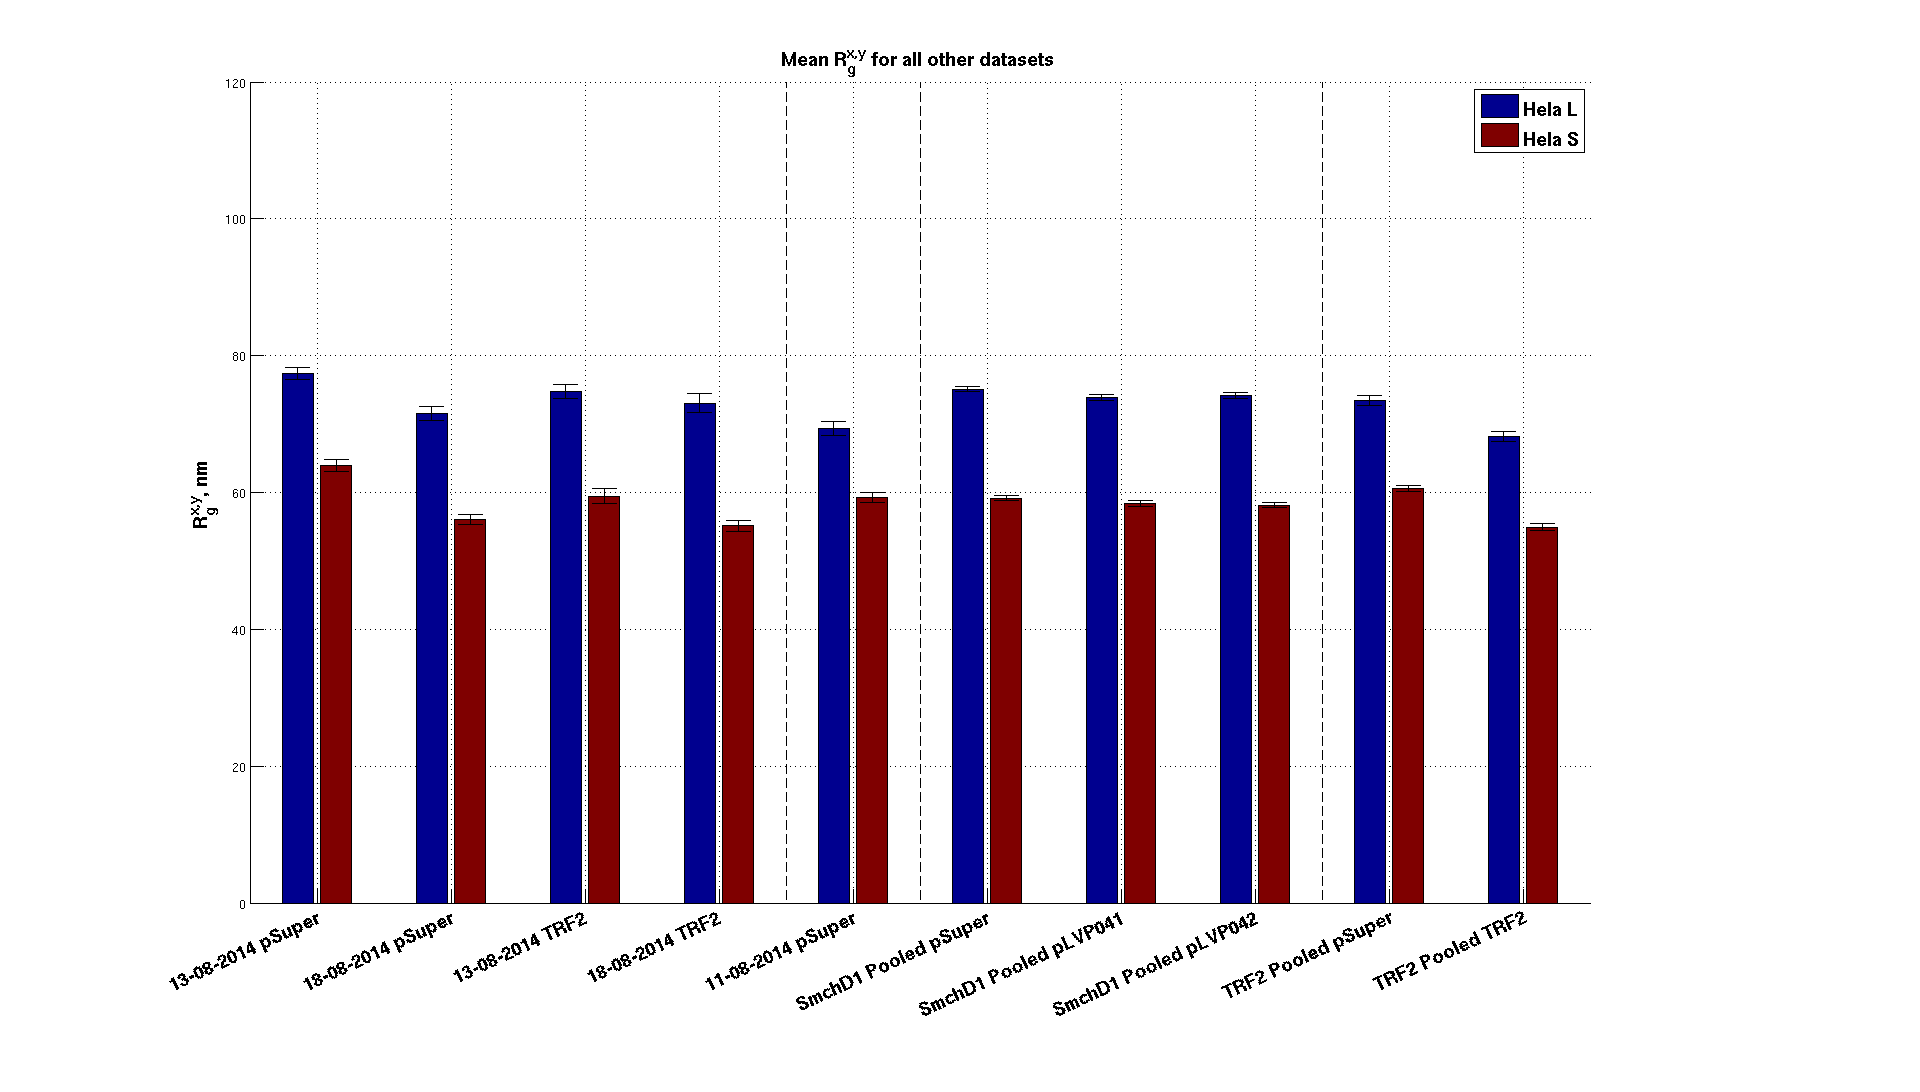 Mean R_g^{x,y} for all other datasets
120
100
80
60
40
20
0
R_g^{x,y}, nm
Hela L
Hela S
13-08-2014 pSuper
18-08-2014 pSuper
13-08-2014 TRF2
18-08-2014 TRF2
11-08-2014 pSuper
SmchD1 Pooled pSuper
SmchD1 Pooled pLVP041
SmchD1 Pooled pLVP042
TRF2 Pooled pSuper
TRF2 Pooled TRF2